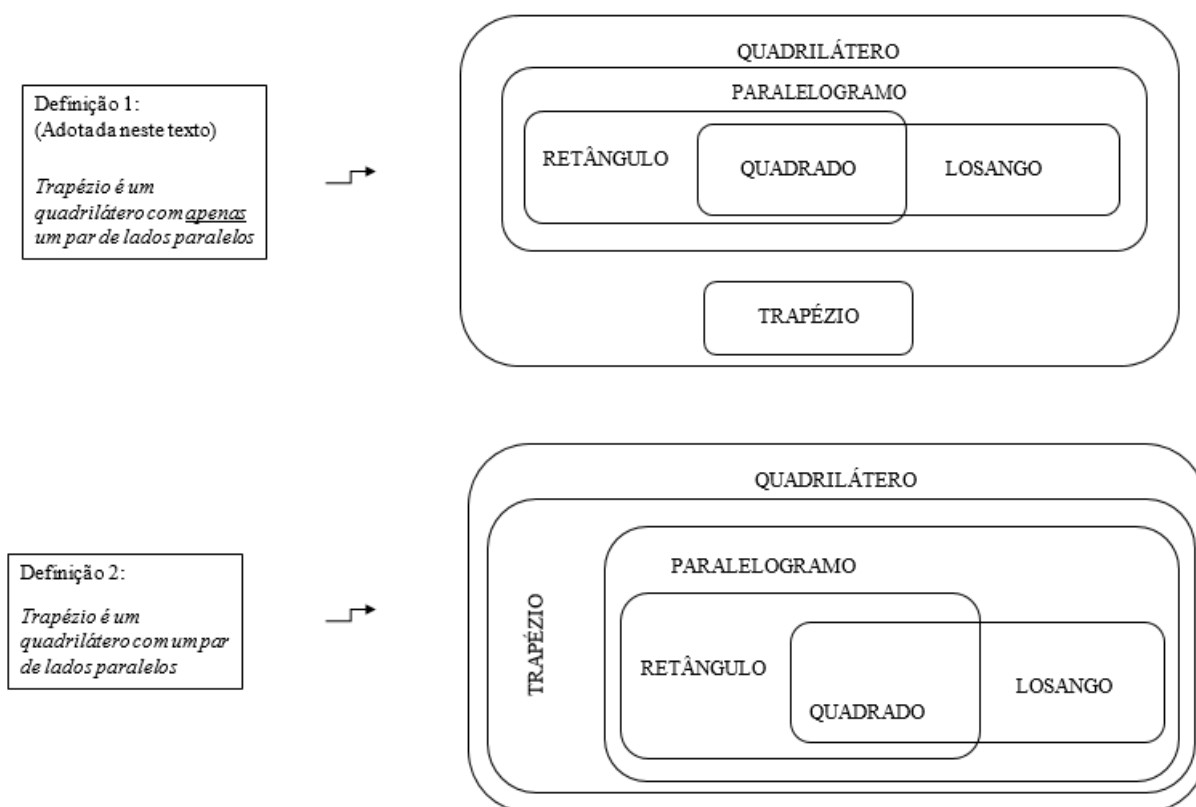 QUADRILÁTERO
Definição 1:
(Adotada neste texto)
Trapézio é um
quadrilátero com apenas
um par de lados paralelos
PARALELOGRAMO
RETÂNGULO
QUADRADO
LOSANGO
TRAPÉZIO
QUADRILÁTERO
Definição 2:
Trapézio é um
quadrilátero com um par
de lados paralelos
TRAPÉZIO
PARALELOGRAMO
RETÂNGULO
QUADRADO
LOSANGO